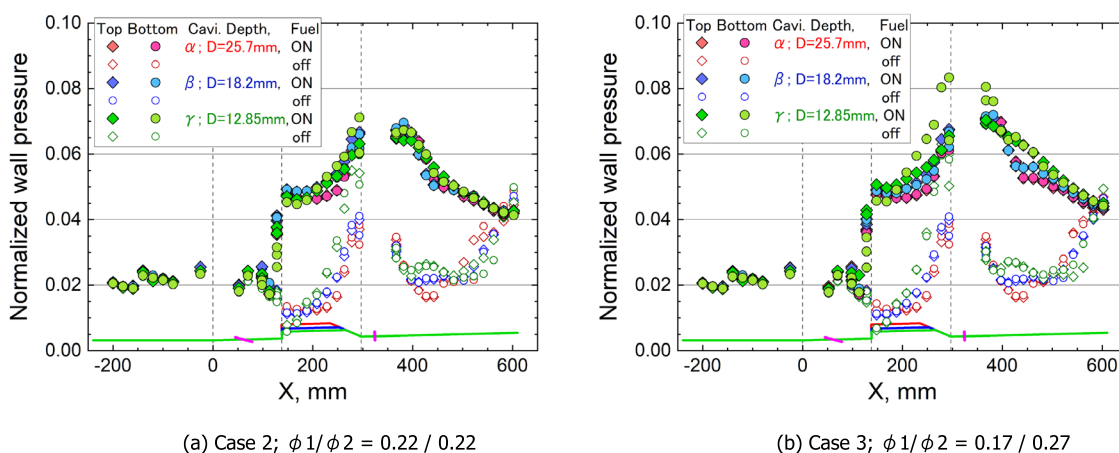 Normalized wall pressure
0.10
0.08
0.06
0.04
0.02
0.00
Top Bottom Cavi. Depth, Fuel
α ; D=25.7mm, ON
off
β ; D=18.2mm, ON
off
γ ; D=12.85mm, ON
off
-200 0 200 400 600
X, mm
(a) Case 2; φ1/φ2 = 0.22 / 0.22
Normalized wall pressure
0.10
0.08
0.06
0.04
0.02
0.00
Top Bottom Cavi. Depth, Fuel
α ; D=25.7mm, ON
off
β ; D=18.2mm, ON
off
γ ; D=12.85mm, ON
off
-200 0 200 400 600
X, mm
(b) Case 3; φ1/φ2 = 0.17 / 0.27